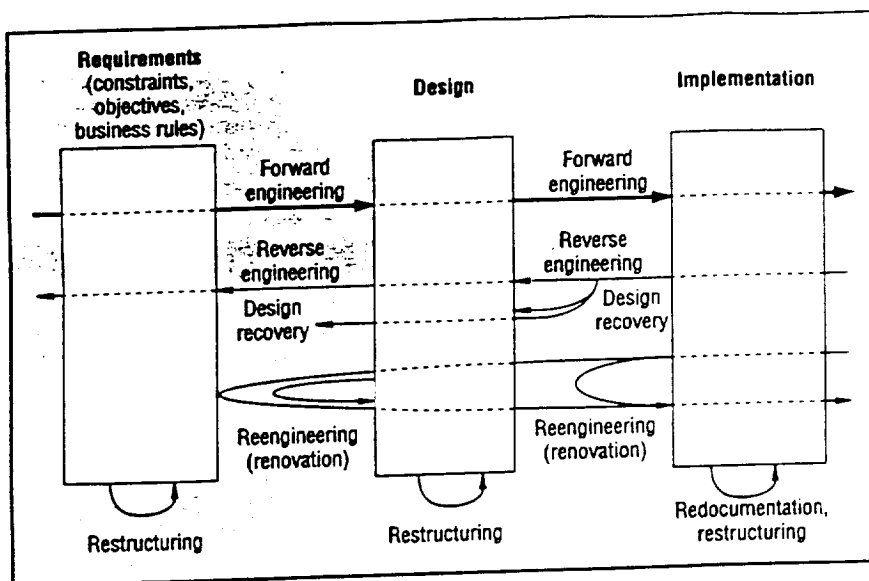 Requirements
(constraints,
objectives,
business rules)
Design
Implementation
Forward
engineering
Forward
engineering
Reverse
engineering
Reverse
engineering
Design
recovery
Design
recovery
Reengineering
(renovation)
Reengineering
(renovation)
Restructuring
Restructuring
Redocumentation,
restructuring